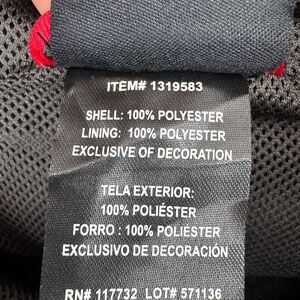 ITEM# 1319583
SHELL: 100% POLYESTER
LINING: 100% POLYESTER
EXCLUSIVE OF DECORATION
TELA EXTERIOR:
100% POLIÉSTER
FORRO : 100% POLIÉSTER
EXCLUSIVO DE DECORACIÓN
RN# 117732 LOT# 571136